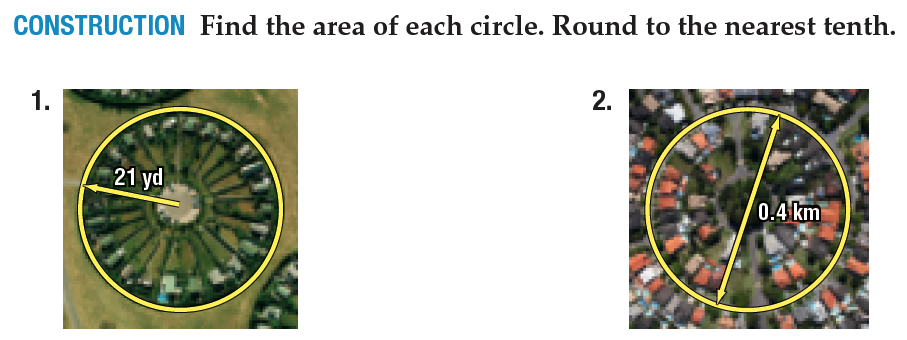 CONSTRUCTION Find the area of each circle. Round to the nearest tenth.
1.
21 yd
2.
0.4 km